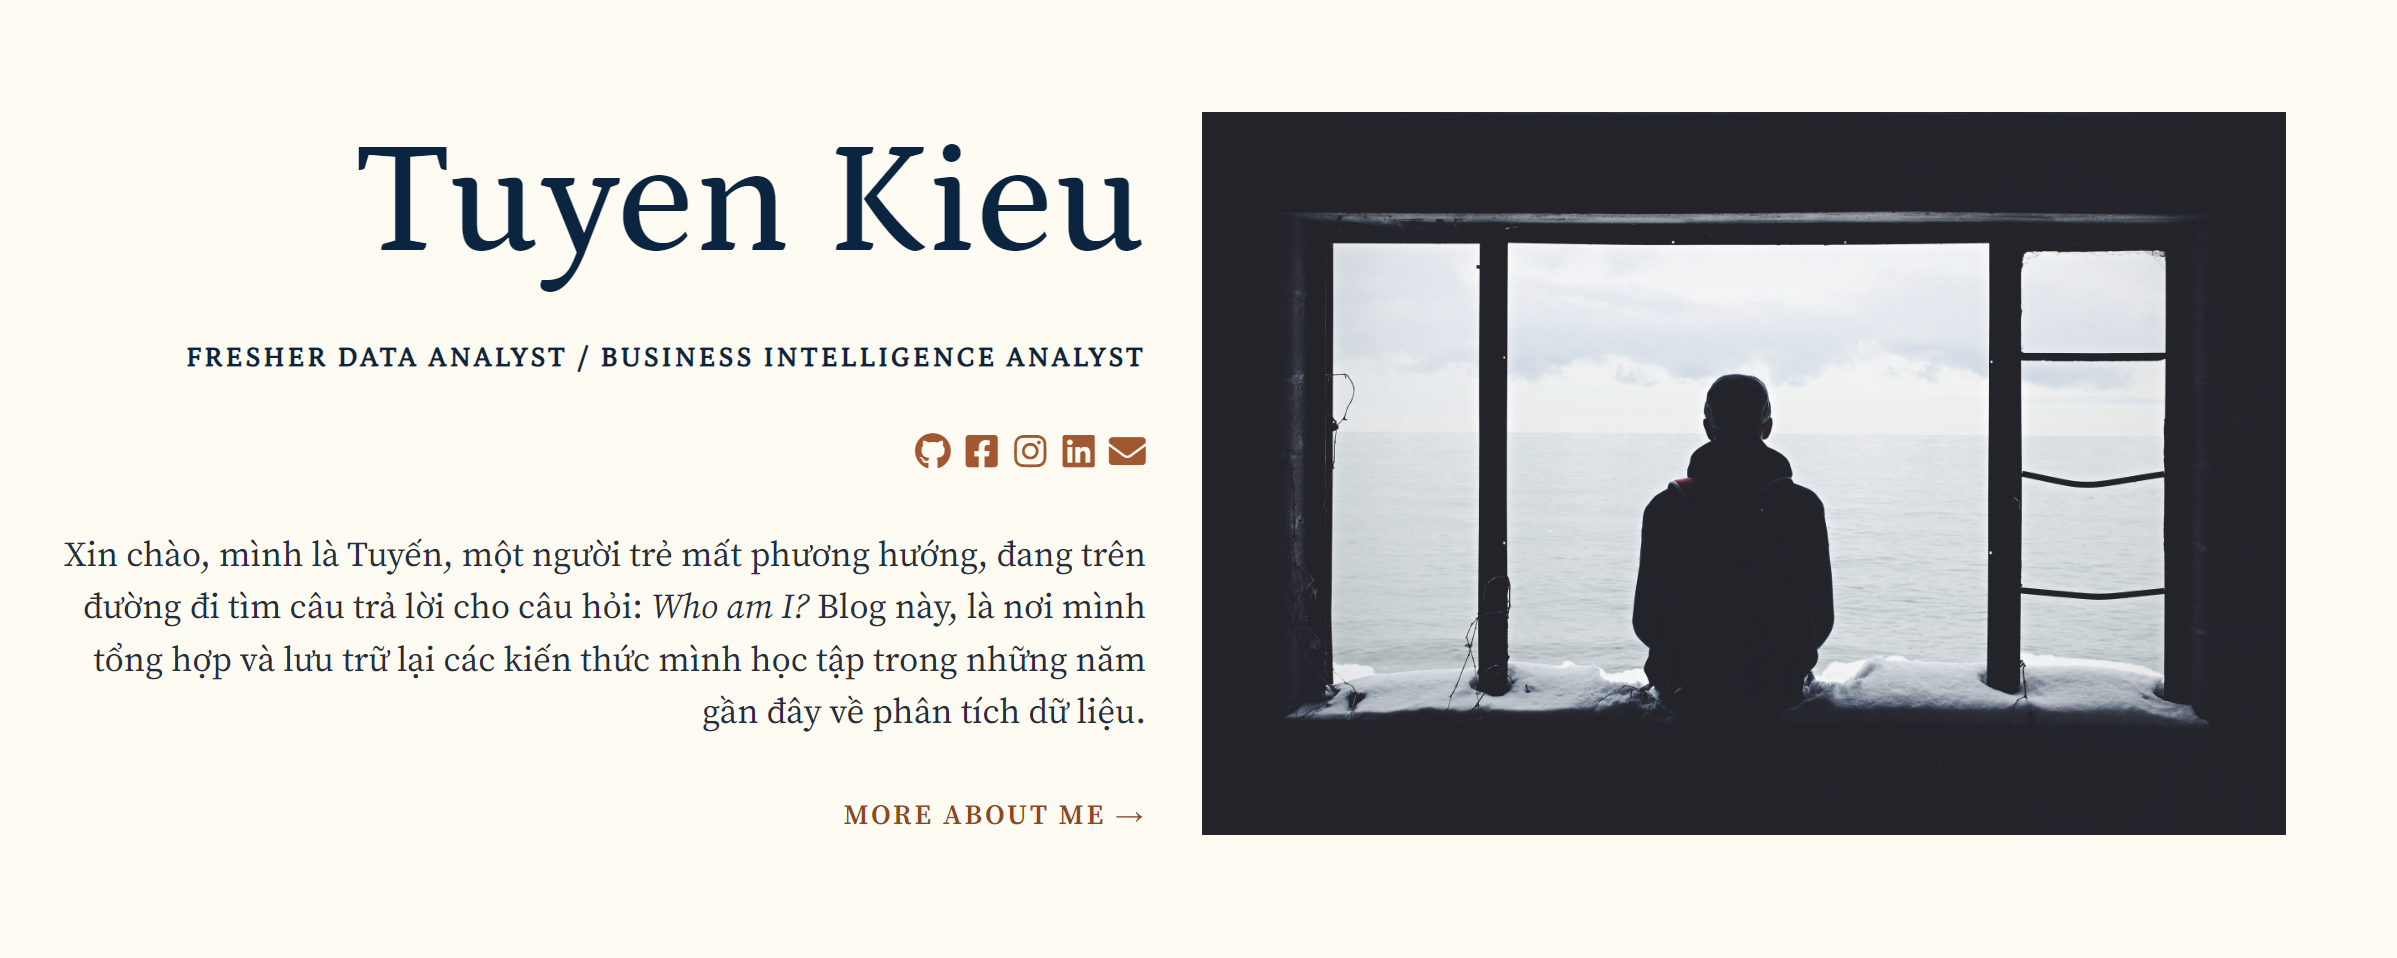 Tuyen Kieu
FRESHER DATA ANALYST / BUSINESS INTELLIGENCE ANALYST
Xin chào, mình là Tuyến, một người trẻ mất phương hướng, đang trên
đường đi tìm câu trả lời cho câu hỏi: Who am I? Blog này, là nơi mình
tổng hợp và lưu trữ lại các kiến thức mình học tập trong những năm
gần đây về phân tích dữ liệu.
MORE ABOUT ME →